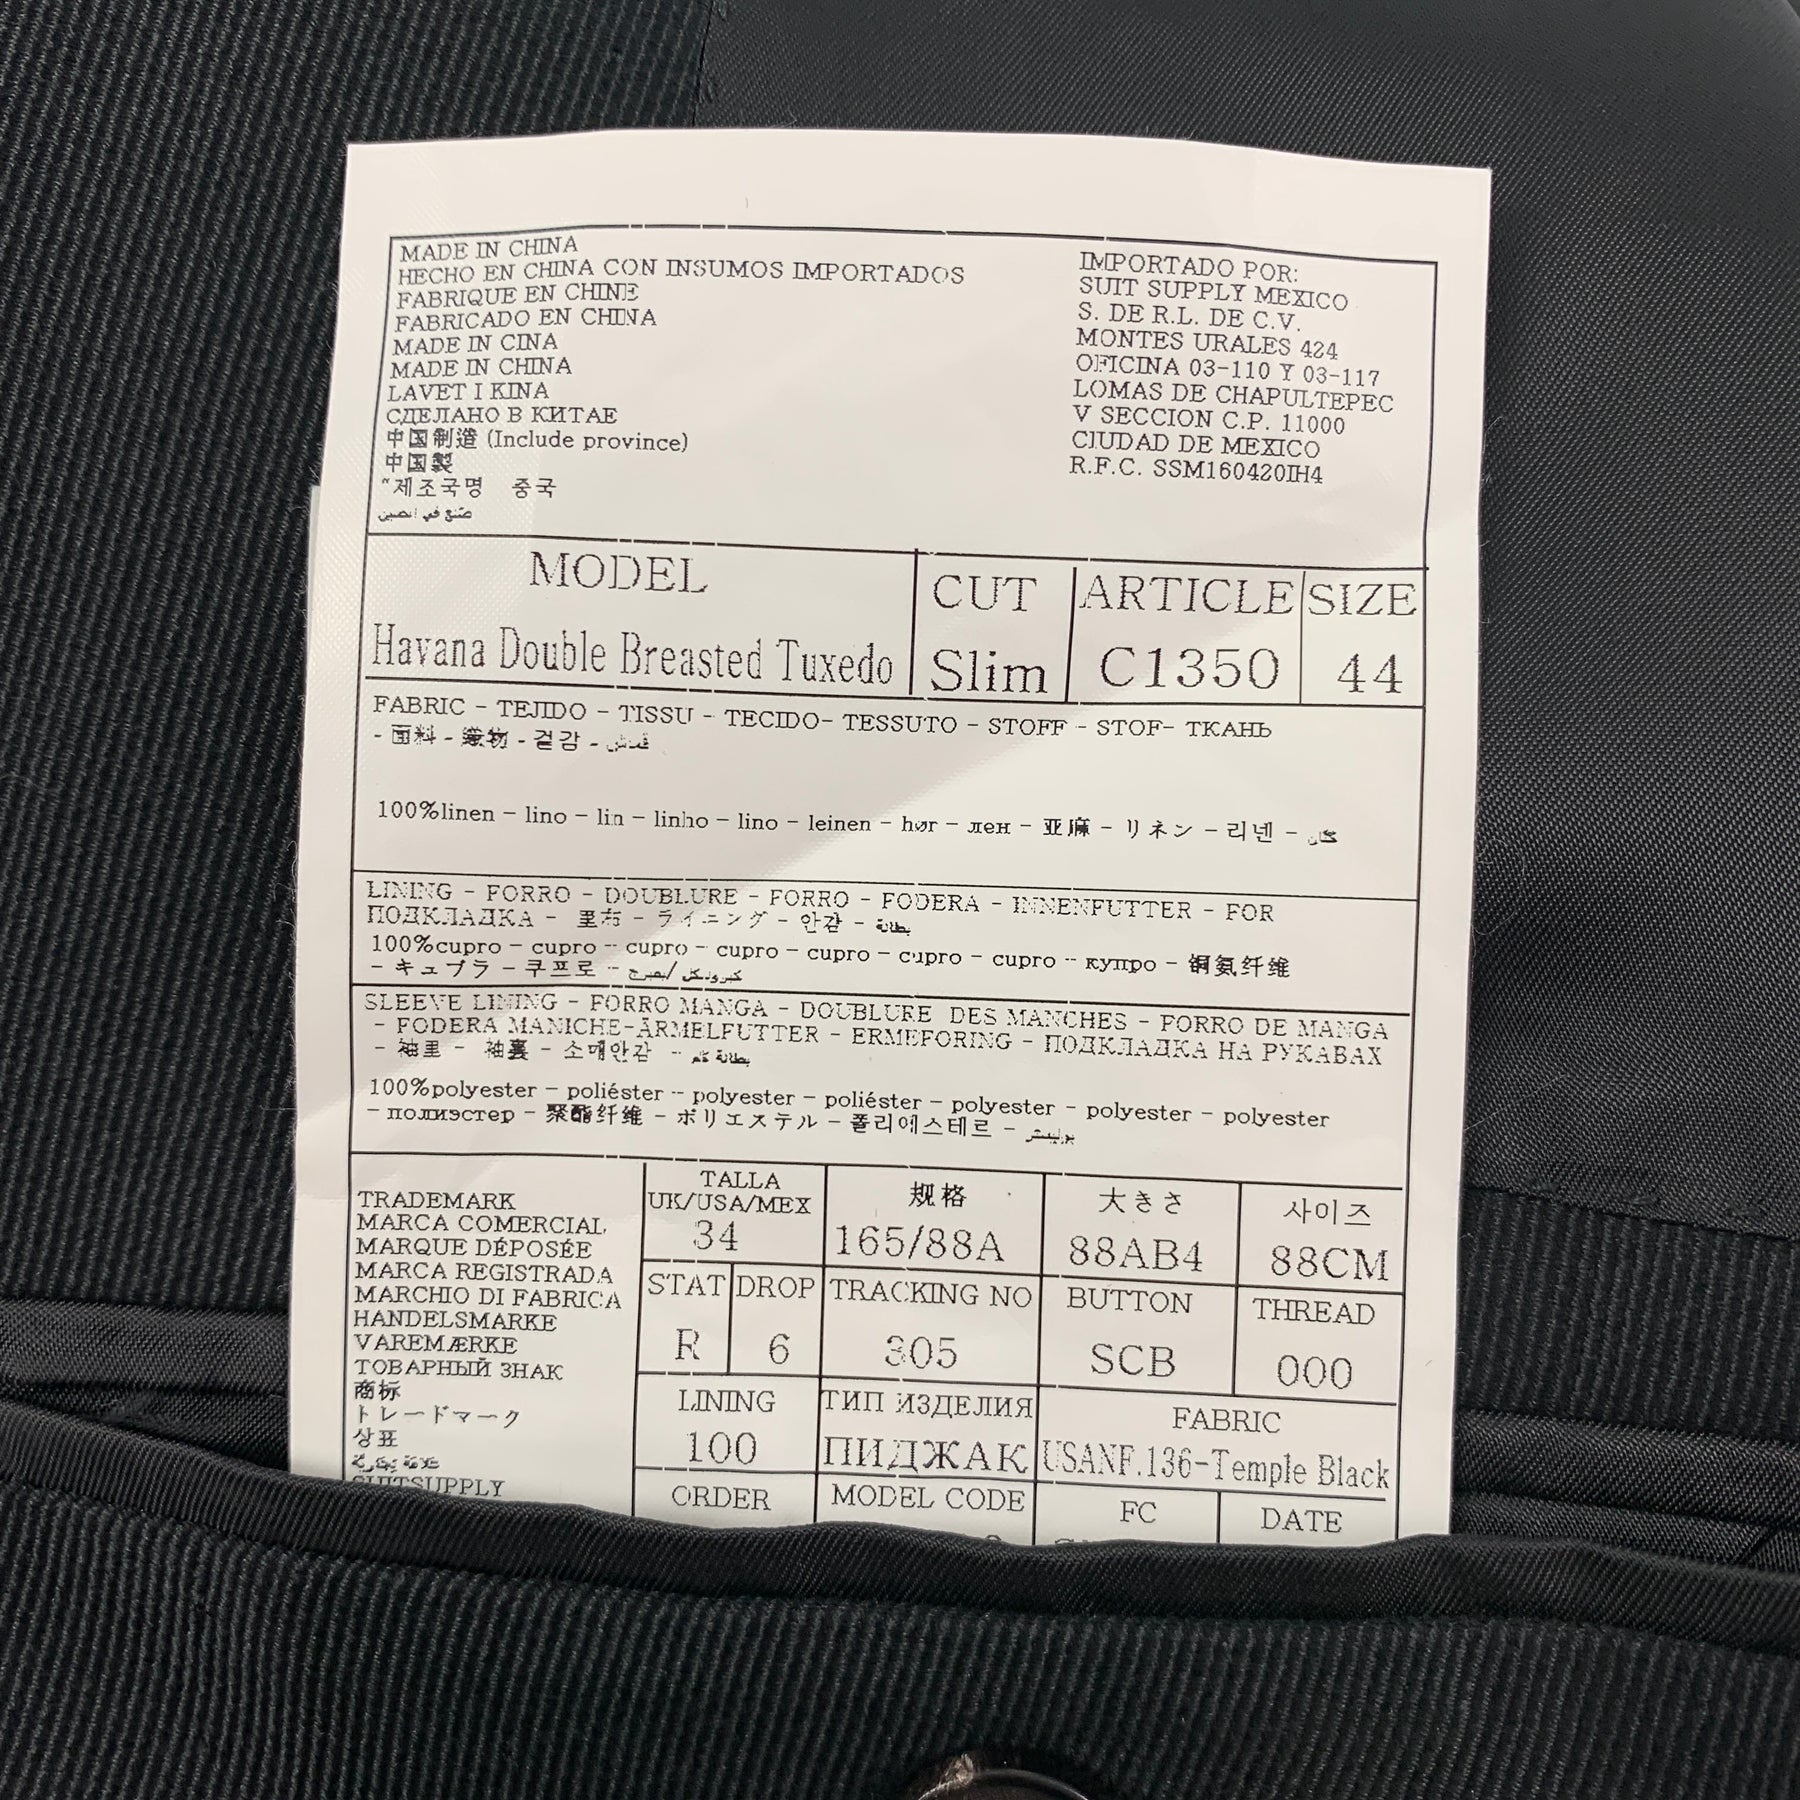 MADE IN CHINA
HECHO EN CHINA CON INSUMOS IMPORTADOS
FABRIQUE EN CHINE
FABRICADO EN CHINA
MADE IN CINA
MADE IN CHINA
LAVET I KINA
СДЕЛАНО В КИТАЕ
中国制造 (Include province)
中国製
"제조국명 중국
صنع في الصين
IMPORTADO POR:
SUIT SUPPLY MEXICO
S. DE R.L. DE C.V.
MONTES URALES 424
OFICINA 03-110 Y 03-117
LOMAS DE CHAPULTEPEC
V SECCION C.P. 11000
CIUDAD DE MEXICO
R.F.C. SSM160420IH4
MODEL CUT ARTICLE SIZE
Havana Double Breasted Tuxedo Slim C1350 44
FABRIC - TEJIDO - TISSU - TECIDO- TESSUTO - STOFF - STOF- ТКАНЬ
- 面料 - 織物 - 겉감 - قماش
100%linen - lino - lin - linho - lino - leinen - hør - лен - 亚麻 - リネン - 리넨 - كتان
LINING - FORRO - DOUBLURE - FORRO - FODERA - INNENFUTTER - FOR
ПОДКЛАДКА - 里布 - ライニング - 안감 - بطانة
100%cupro - cupro - cupro - cupro - cupro - cupro - cupro - купро - 铜氨纤维
- キュプラ - 쿠프로 -
SLEEVE LINING - FORRO MANGA - DOUBLURE DES MANCHES - FORRO DE MANGA
- FODERA MANICHE-ÄRMELFUTTER - ERMEFORING - ПОДКЛАДКА НА РУКАВАХ
- 袖里 - 袖裏 - 소매안감 - بطانة كم
100%polyester - poliéster - polyester - poliéster - polyester - polyester - polyester
- полиэстер - 聚酯纤维 - ポリエステル - 폴리에스테르 - بوليستر
TRADEMARK
MARCA COMERCIAL
MARQUE DÉPOSÉE
MARCA REGISTRADA
MARCHIO DI FABRICA
HANDELSMARKE
VAREMÆRKE
ТОВАРНЫЙ ЗНАК
商标
トレードマーク
상표
SUITSUPPLY
TALLA
UK/USA/MEX
34
规格
165/88A
大きさ
88AB4
사이즈
88CM
STAT DROP TRACKING NO BUTTON THREAD
R 6 305 SCB 000
LINING ТИП ИЗДЕЛИЯ FABRIC
100 ПИДЖАК USANF.136-Temple Black
ORDER MODEL CODE FC DATE